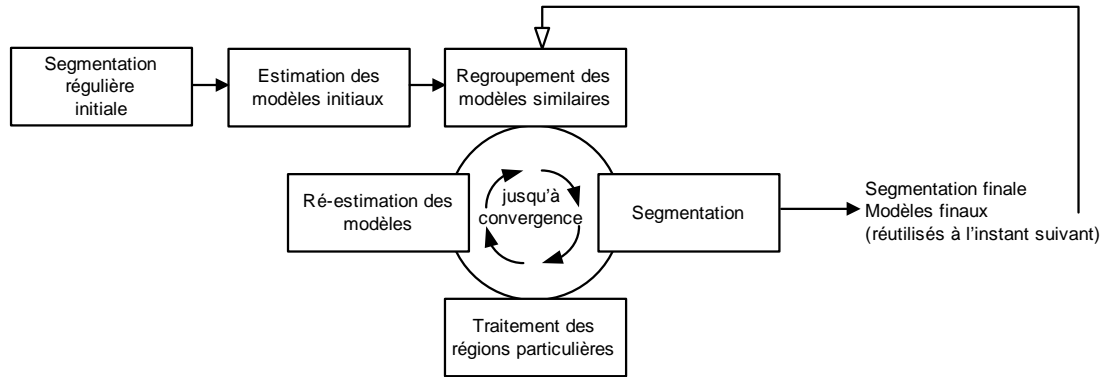 Segmentation
régulière
initiale
Estimation des
modèles initiaux
Regroupement des
modèles similaires
Ré-estimation des
modèles
jusqu'à
convergence
Segmentation
Segmentation finale
Modèles finaux
(réutilisés à l'instant suivant)
Traitement des
régions particulières